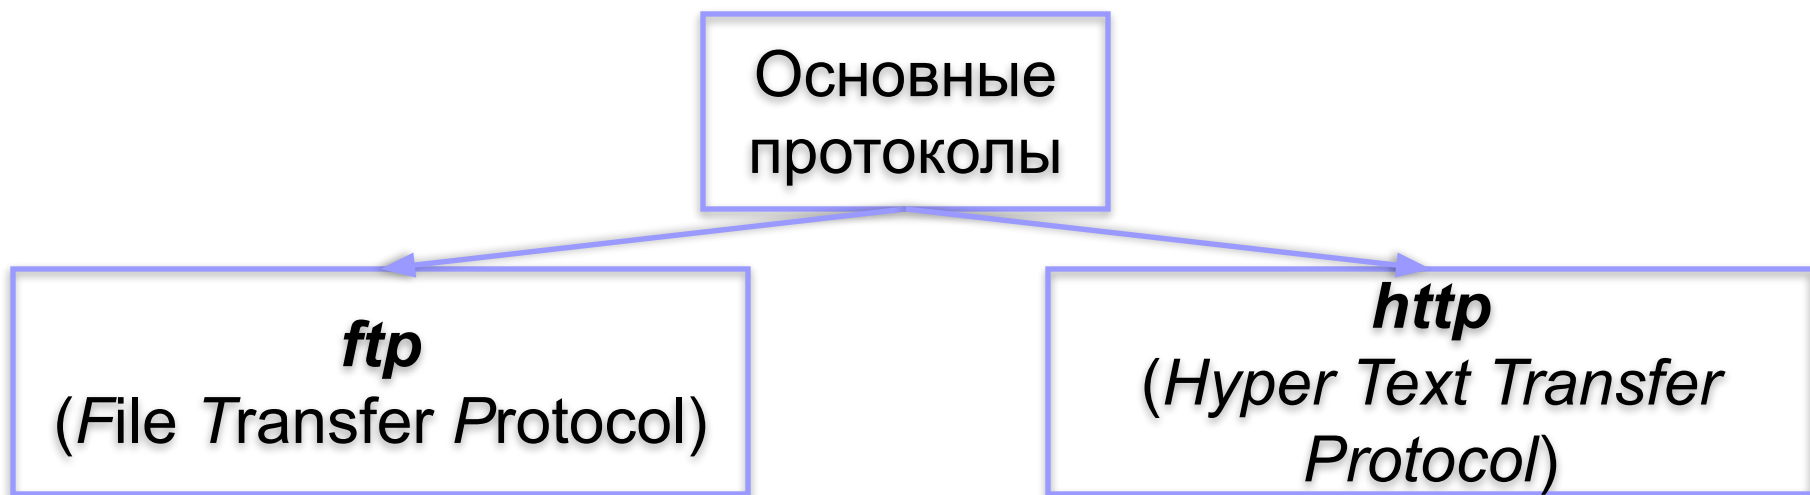 Основные
протоколы
ftp
(File Transfer Protocol)
http
(Hyper Text Transfer
Protocol)